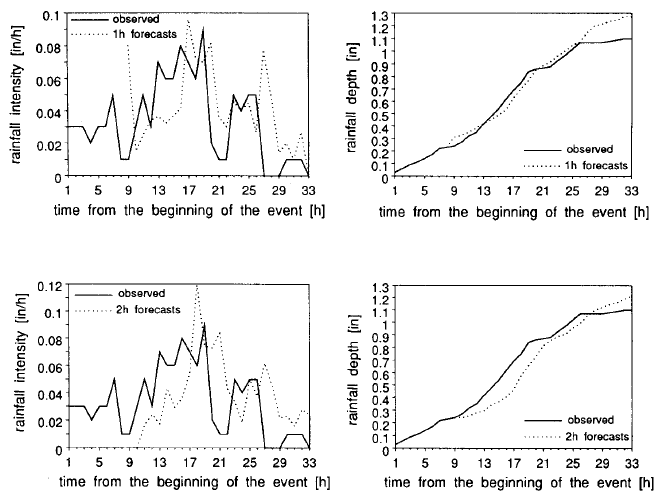 0.1
0.08
0.06
0.04
0.02
0
rainfall intensity [in/h]
observed
1h forecasts
1 5 9 13 17 21 25 29 33
time from the beginning of the event [h]
1.3
1.2
1.1
1
0.9
0.8
0.7
0.6
0.5
0.4
0.3
0.2
0.1
0
rainfall depth [in]
observed
1h forecasts
1 5 9 13 17 21 25 29 33
time from the beginning of the event [h]
0.12
0.1
0.08
0.06
0.04
0.02
0
rainfall intensity [in/h]
observed
2h forecasts
1 5 9 13 17 21 25 29 33
time from the beginning of the event [h]
1.3
1.2
1.1
1
0.9
0.8
0.7
0.6
0.5
0.4
0.3
0.2
0.1
0
rainfall depth [in]
observed
2h forecasts
1 5 9 13 17 21 25 29 33
time from the beginning of the event [h]